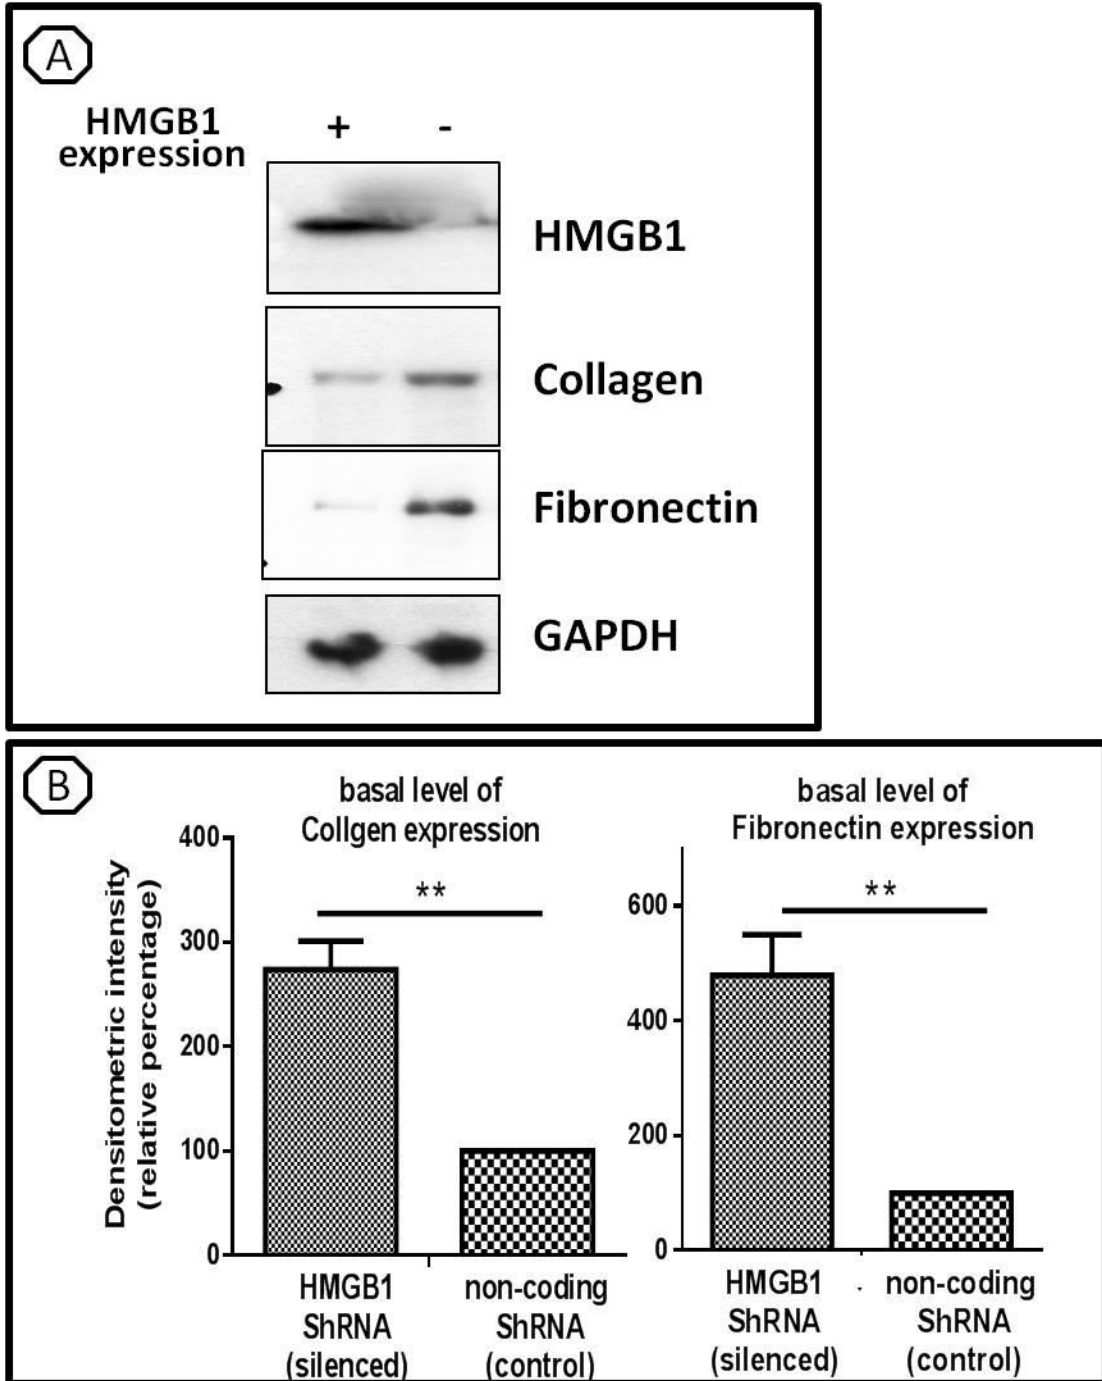 A
HMGB1
expression
+ -
HMGB1
Collagen
Fibronectin
GAPDH
B
basal level of
Collgen expression
Densitometric intensity
(relative percentage)
400
300
200
100
0
**
HMGB1
ShRNA
(silenced)
non-coding
ShRNA
(control)
basal level of
Fibronectin expression
600
400
200
0
**
HMGB1
ShRNA
(silenced)
non-coding
ShRNA
(control)